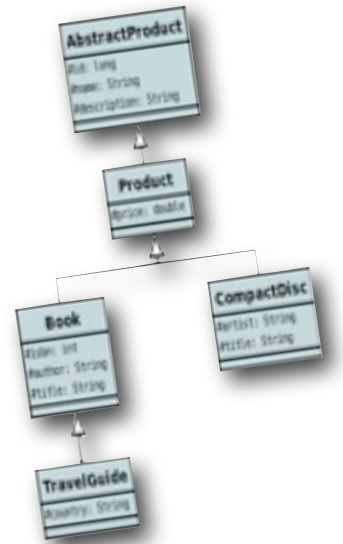 AbstractProduct
#id: long
#name: String
#description: String
Product
#price: double
Book
#isbn: int
#author: String
#title: String
CompactDisc
#artist: String
#title: String
TravelGuide
#country: String